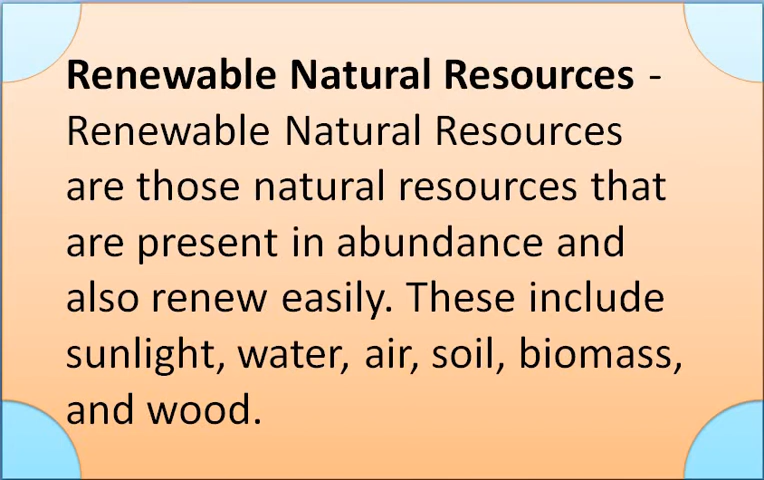 Renewable Natural Resources -
Renewable Natural Resources
are those natural resources that
are present in abundance and
also renew easily. These include
sunlight, water, air, soil, biomass,
and wood.